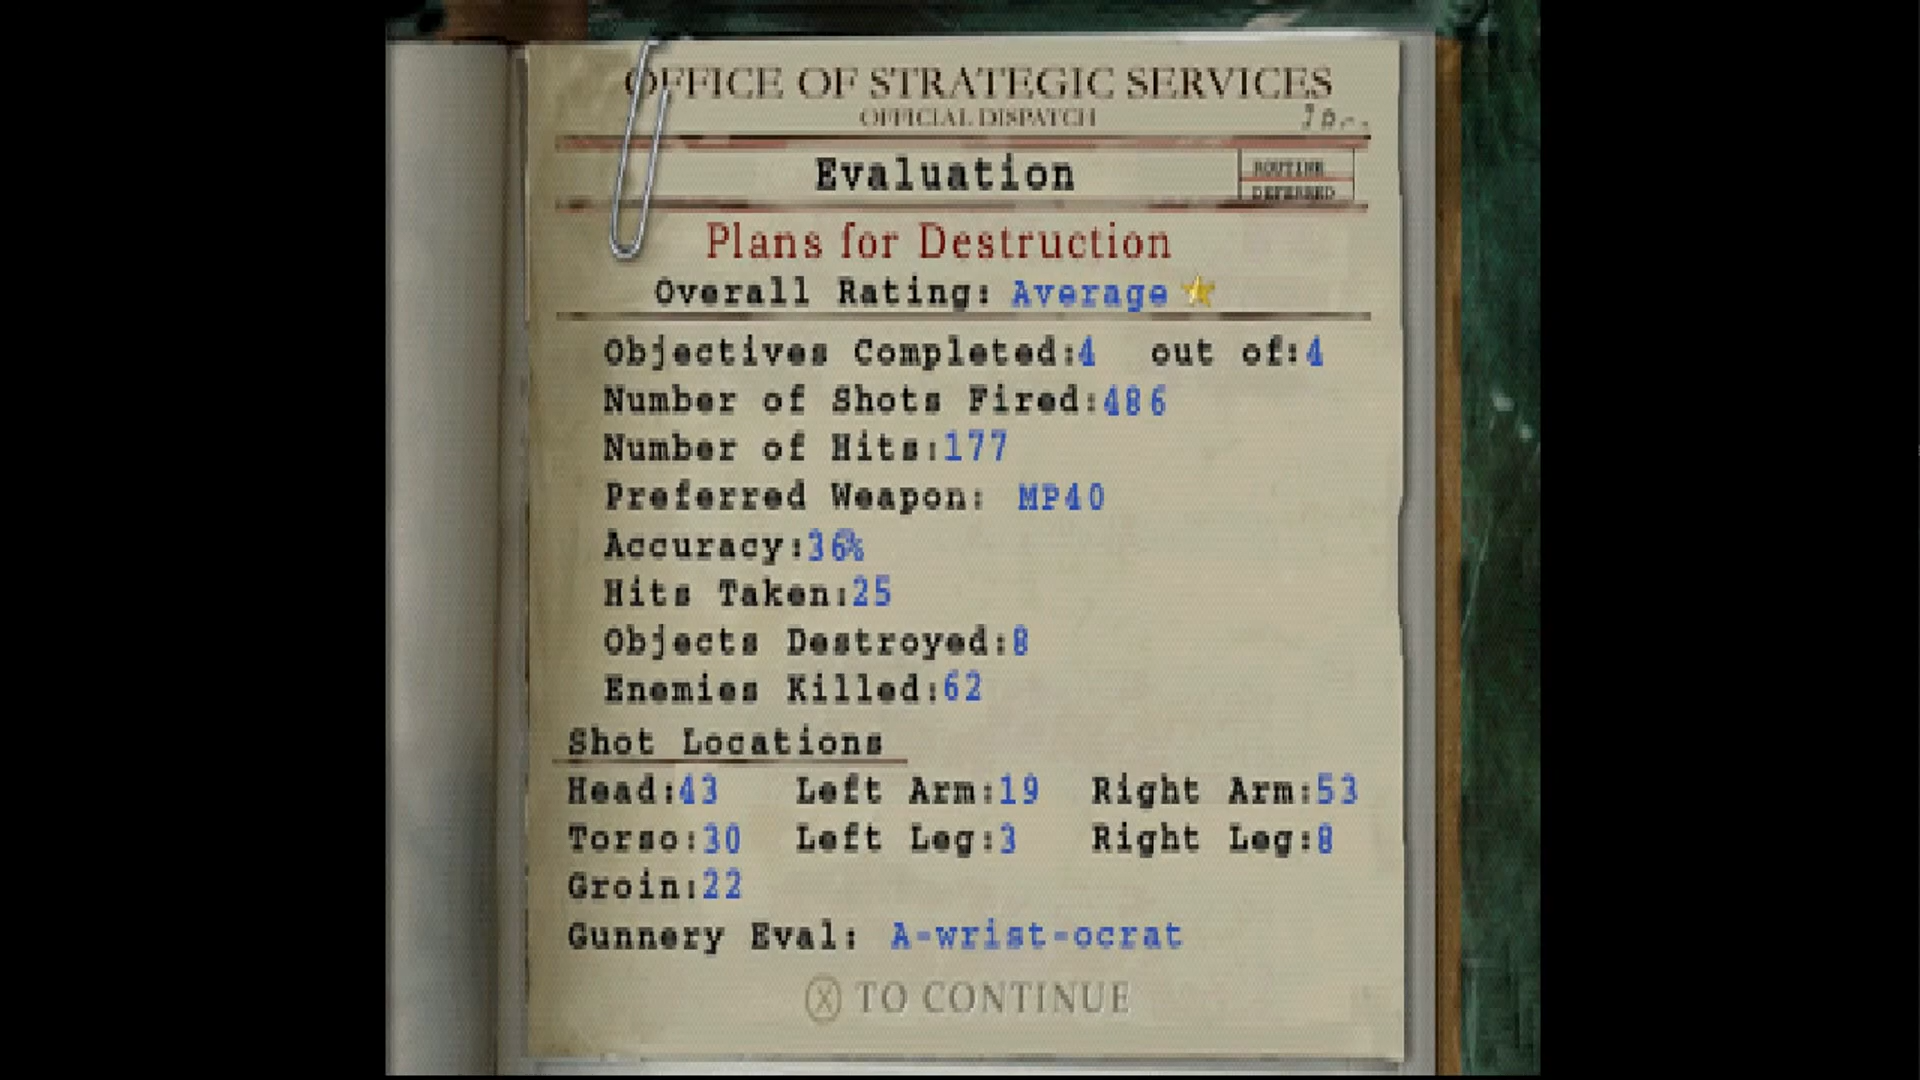 OFFICE OF STRATEGIC SERVICES
OFFICIAL DISPATCH
Evaluation
ROUTINE
DEFERRED
Plans for Destruction
Overall Rating: Average
Objectives Completed:4 out of:4
Number of Shots Fired:486
Number of Hits:177
Preferred Weapon: MP40
Accuracy:36%
Hits Taken:25
Objects Destroyed:8
Enemies Killed:62
Shot Locations
Head:43 Left Arm:19 Right Arm:53
Torso:30 Left Leg:3 Right Leg:8
Groin:22
Gunnery Eval: A-wrist-ocrat
X TO CONTINUE